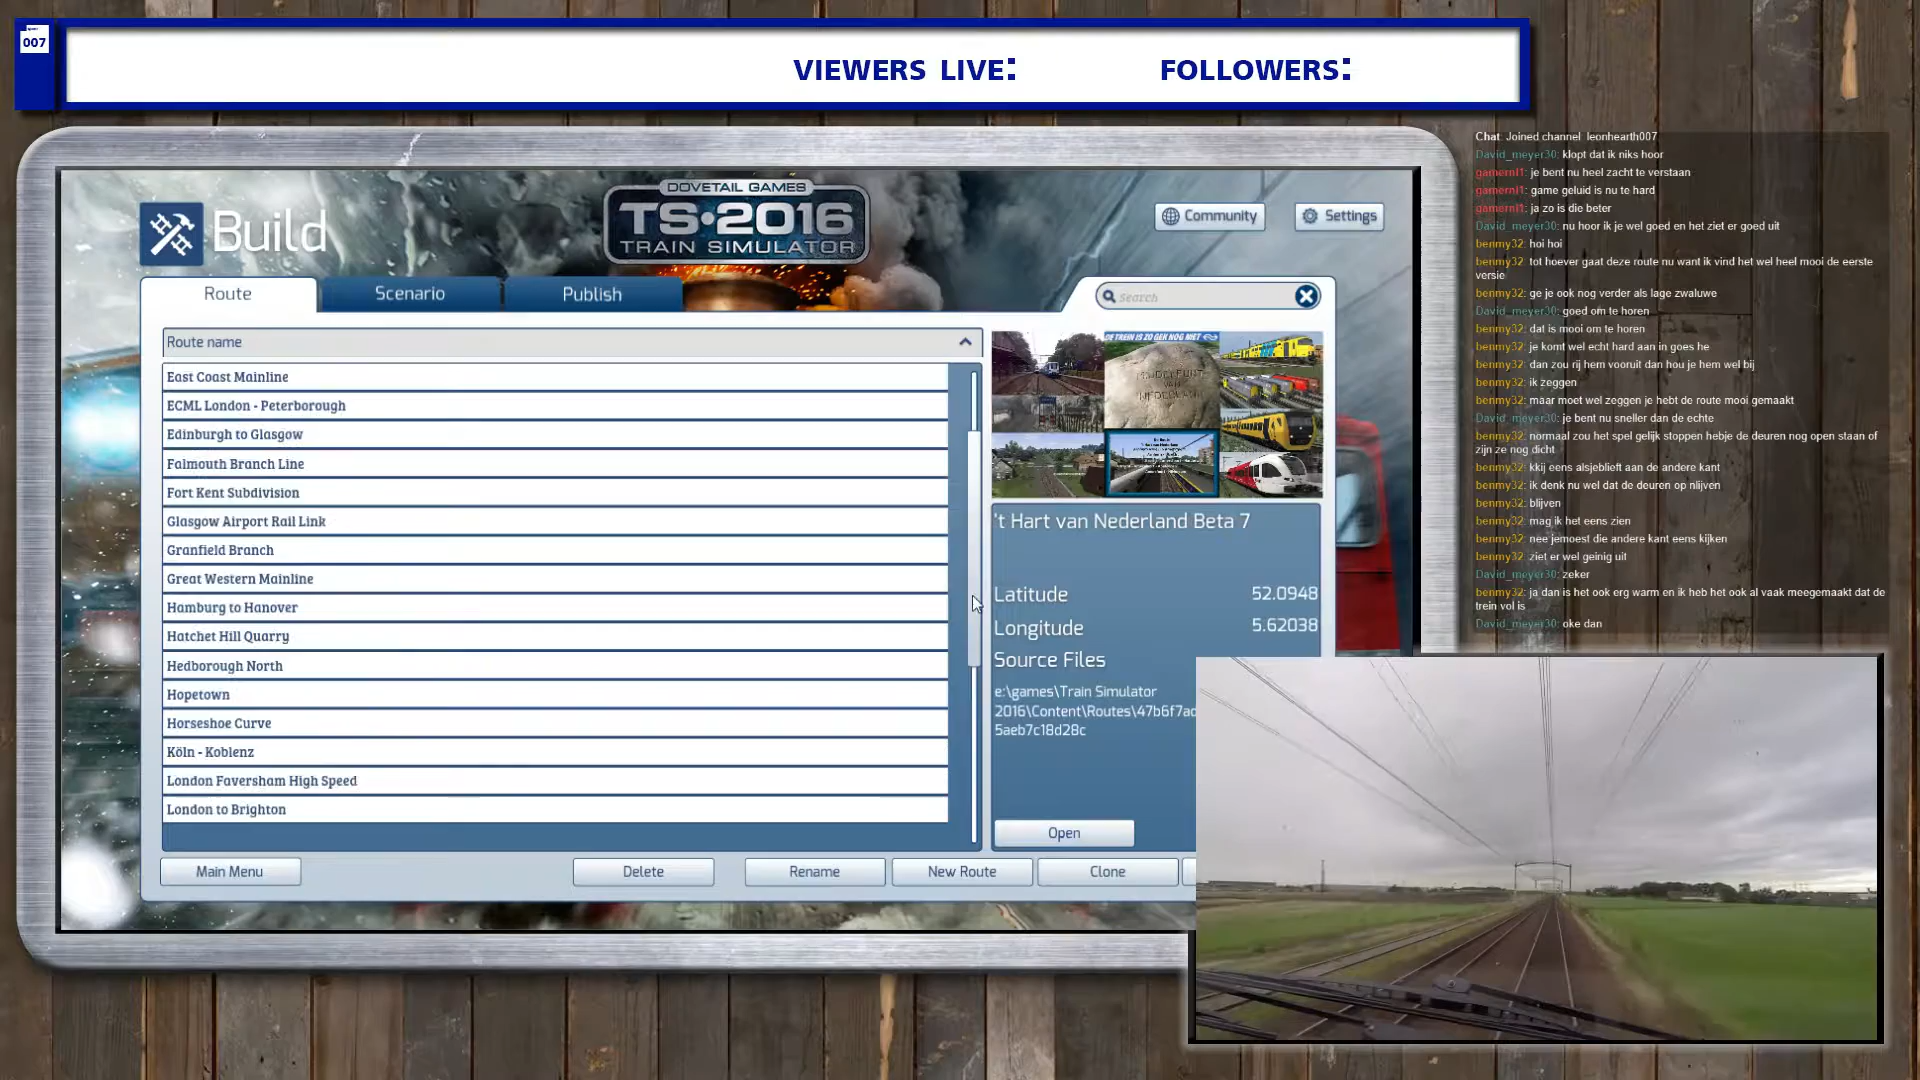 007
VIEWERS LIVE:
FOLLOWERS:
Build
DOVETAIL GAMES
TS•2016
TRAIN SIMULATOR
Community
Settings
Route
Scenario
Publish
Search
Route name
East Coast Mainline
ECML London - Peterborough
Edinburgh to Glasgow
Falmouth Branch Line
Fort Kent Subdivision
Glasgow Airport Rail Link
Granfield Branch
Great Western Mainline
Hamburg to Hanover
Hatchet Hill Quarry
Hedborough North
Hopetown
Horseshoe Curve
Köln - Koblenz
London Faversham High Speed
London to Brighton
DE TREIN IS ZO GEK NOG NIET
't Hart van Nederland Beta 7
Latitude 52.0948
Longitude 5.62038
Source Files
e:\games\Train Simulator
2016\Content\Routes\47b6f7ad
5aeb7c18d28c
Open
Main Menu
Delete
Rename
New Route
Clone
Chat: Joined channel leonhearth007
David_meyer30: klopt dat ik niks hoor
gamernl1: je bent nu heel zacht te verstaan
gamernl1: game geluid is nu te hard
gamernl1: ja zo is die beter
David_meyer30: nu hoor ik je wel goed en het ziet er goed uit
benmy32: hoi hoi
benmy32: tot hoever gaat deze route nu want ik vind het wel heel mooi de eerste
versie
benmy32: ge je ook nog verder als lage zwaluwe
David_meyer30: goed om te horen
benmy32: dat is mooi om te horen
benmy32: je komt wel echt hard aan in goes he
benmy32: dan zou rij hem vooruit dan hou je hem wel bij
benmy32: ik zeggen
benmy32: maar moet wel zeggen je hebt de route mooi gemaakt
David_meyer30: je bent nu sneller dan de echte
benmy32: normaal zou het spel gelijk stoppen hebje de deuren nog open staan of
zijn ze nog dicht
benmy32: kkij eens alsjeblieft aan de andere kant
benmy32: ik denk nu wel dat de deuren op nlijven
benmy32: blijven
benmy32: mag ik het eens zien
benmy32: nee jemoest die andere kant eens kijken
benmy32: ziet er wel geinig uit
David_meyer30: zeker
benmy32: ja dan is het ook erg warm en ik heb het ook al vaak meegemaakt dat de
trein vol is
David_meyer30: oke dan